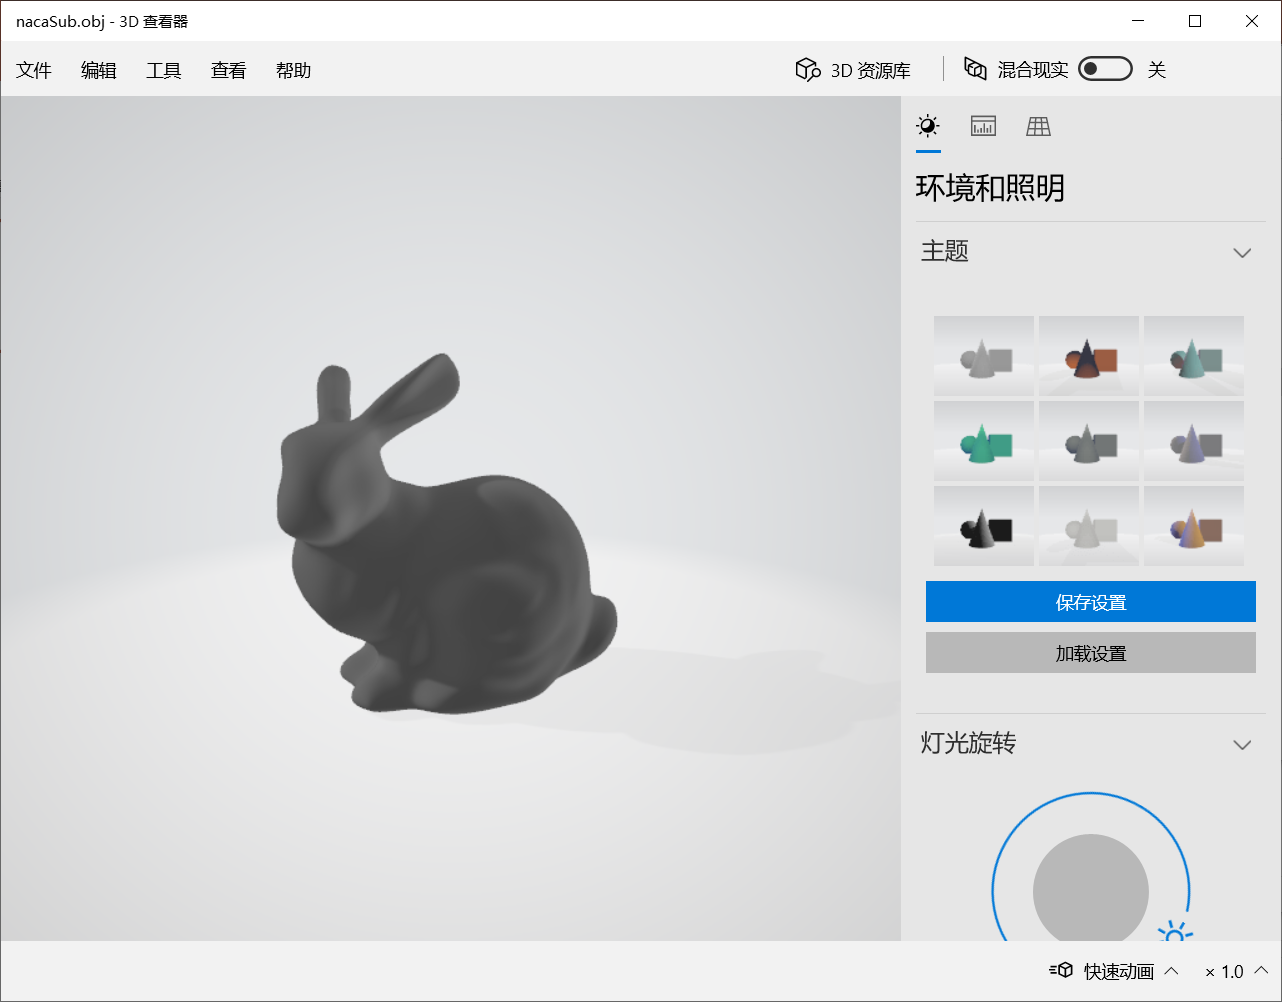 nacaSub.obj - 3D 查看器
文件 编辑 工具 查看 帮助 3D 资源库 混合现实 关
环境和照明
主题
保存设置
加载设置
灯光旋转
快速动画 × 1.0